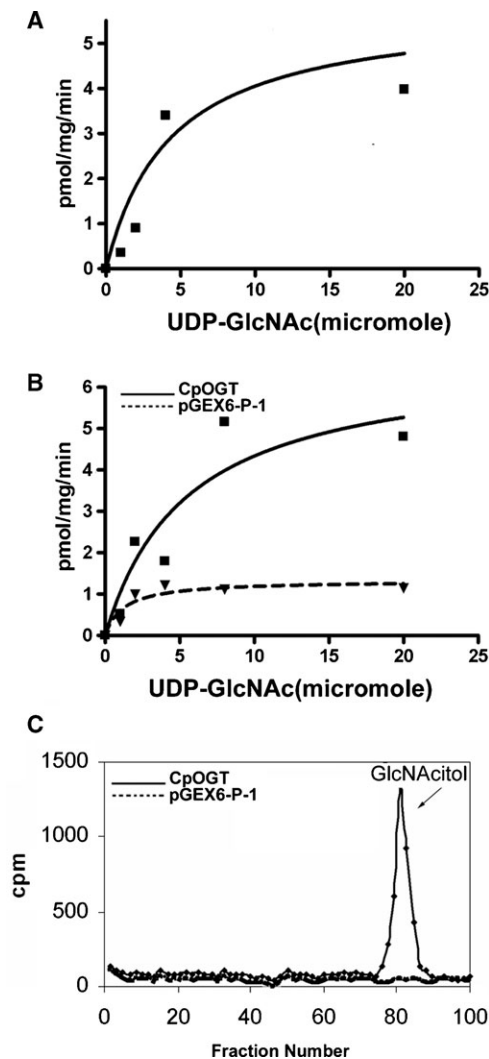 A
pmol/mg/min
5
4
3
2
1
0
0 5 10 15 20 25
UDP-GlcNAc(micromole)
B
CpOGT
pGEX6-P-1
pmol/mg/min
6
5
4
3
2
1
0
0 5 10 15 20 25
UDP-GlcNAc(micromole)
C
CpOGT
pGEX6-P-1
GlcNAcitol
cpm
1500
1000
500
0
0 20 40 60 80 100
Fraction Number